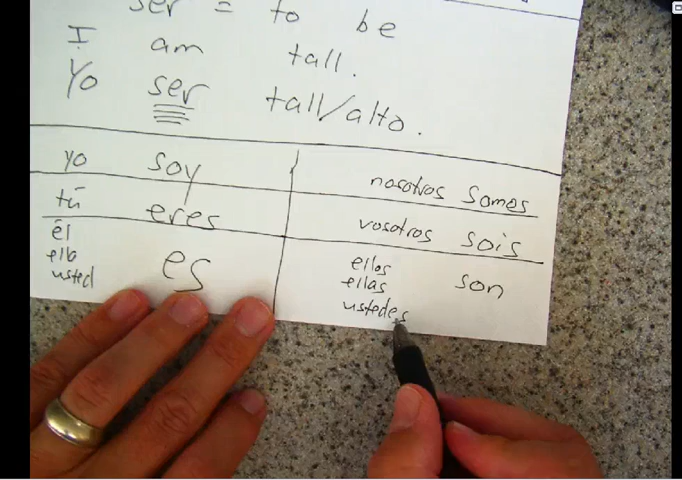 ser = to be
I am tall.
Yo ser tall/alto.
yo soy
nosotros somes
tú eres
vosotros sois
él
ella
usted
es
ellos
ellas
ustedes
son